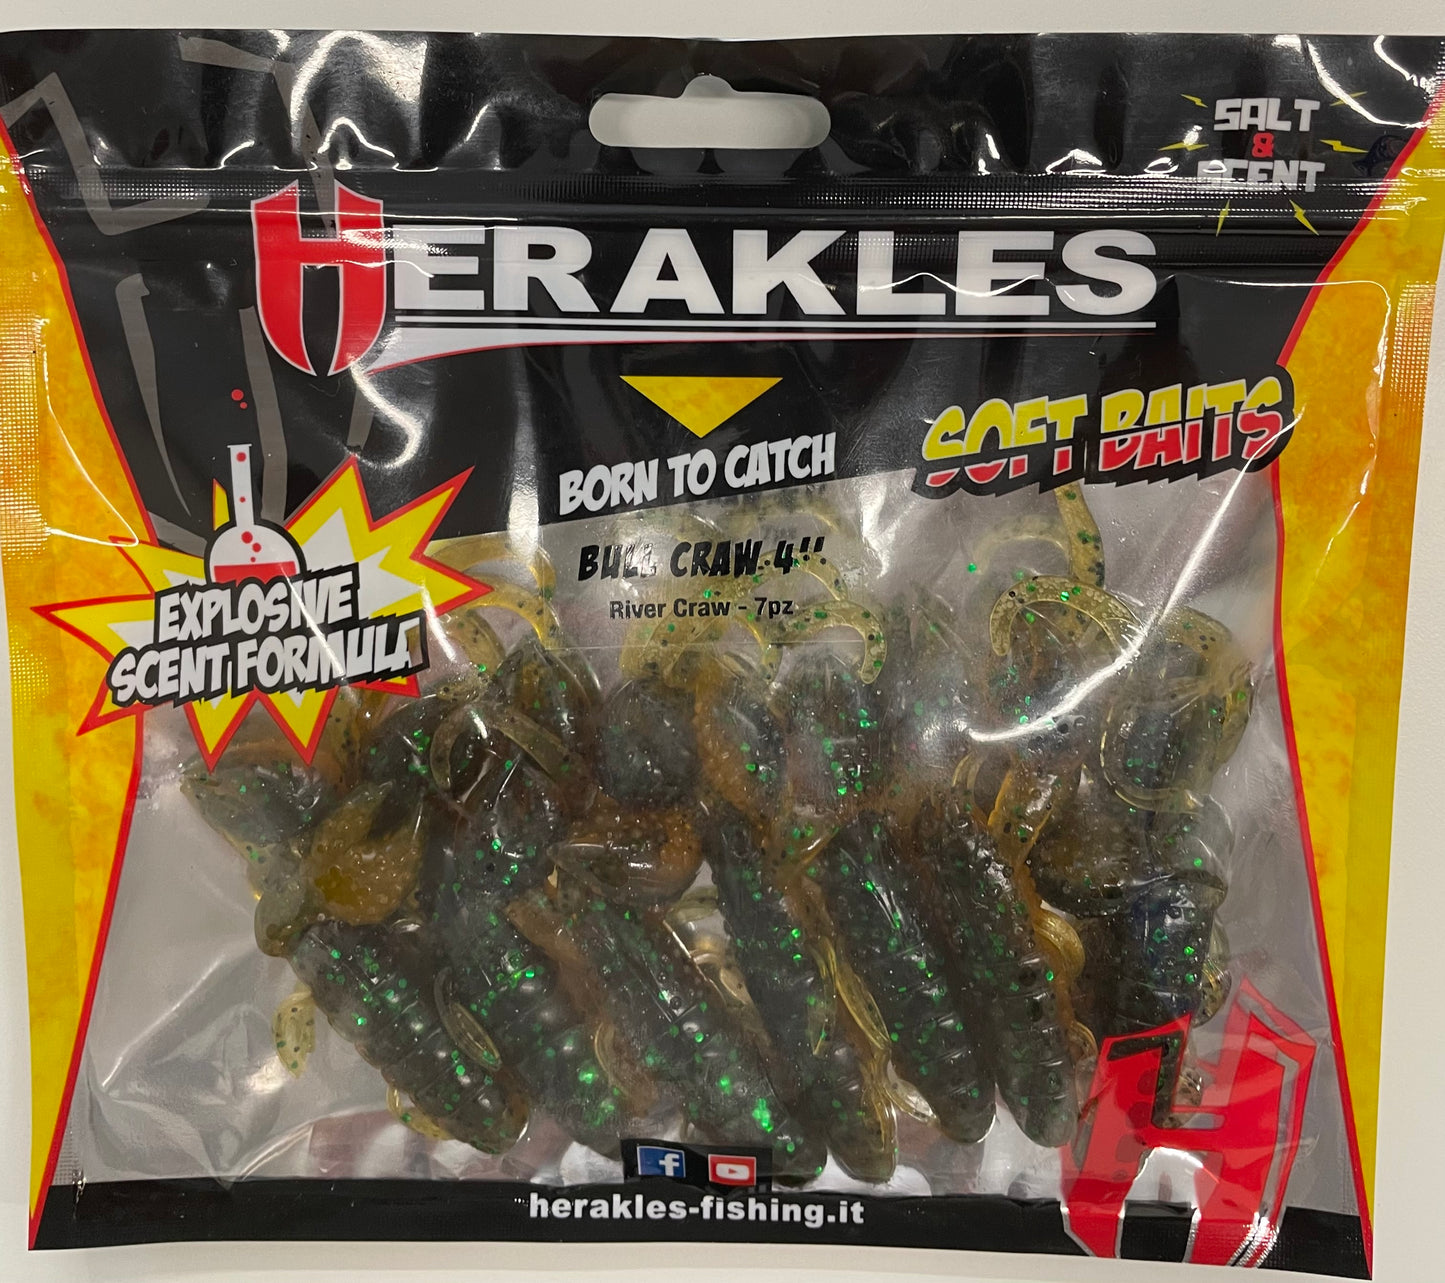 SALT
&
SCENT
HERAKLES
SOFT BAITS
BORN TO CATCH
BULL CRAW 4"
River Craw - 7pz
EXPLOSIVE
SCENT FORMULA
f
herakles-fishing.it
H